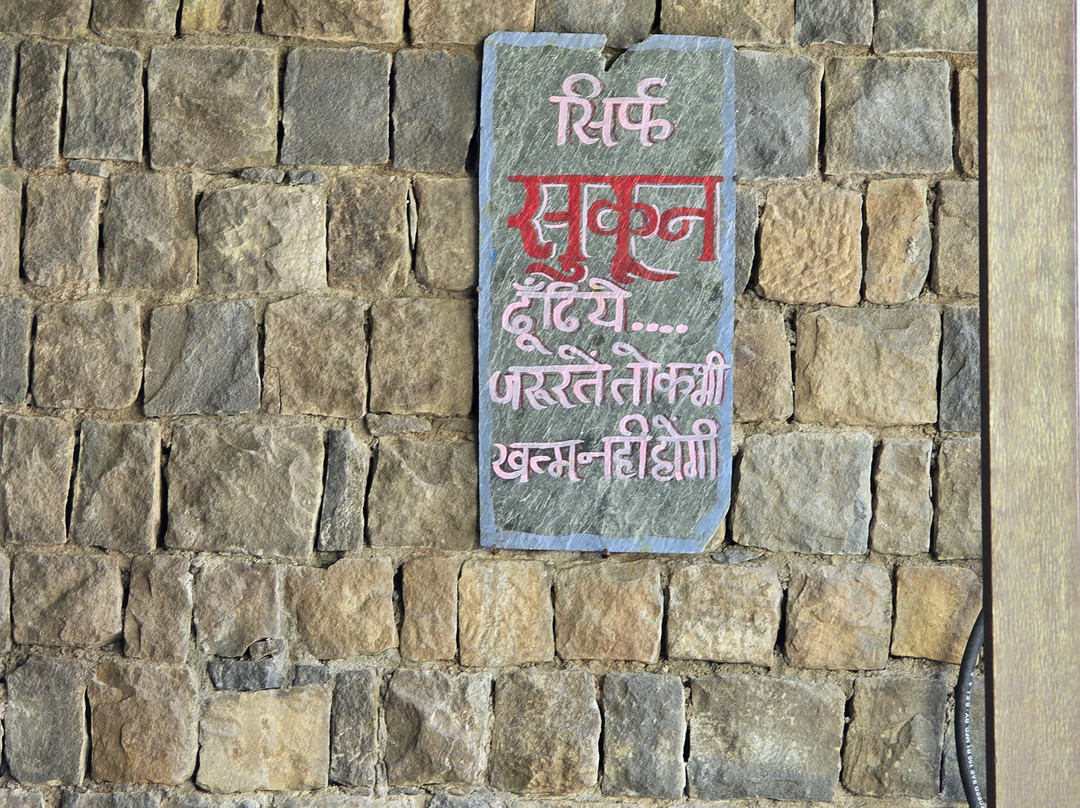 सिर्फ
सुकून
ढूँढिये....
जरूरतें तो कभी
खत्म नही होंगी